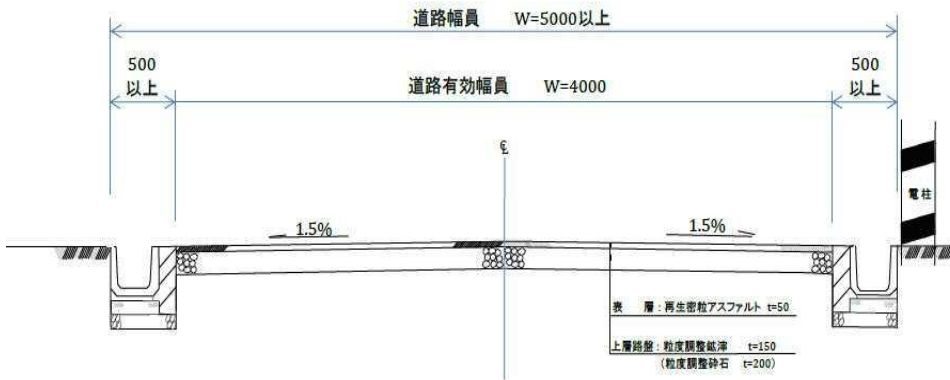 道路幅員 W=5000以上
500
以上
道路有効幅員 W=4000
500
以上
℄
電柱
1.5%
1.5%
表 層：再生密粒アスファルト t=50
上層路盤：粒度調整鉱滓 t=150
（粒度調整砕石 t=200）